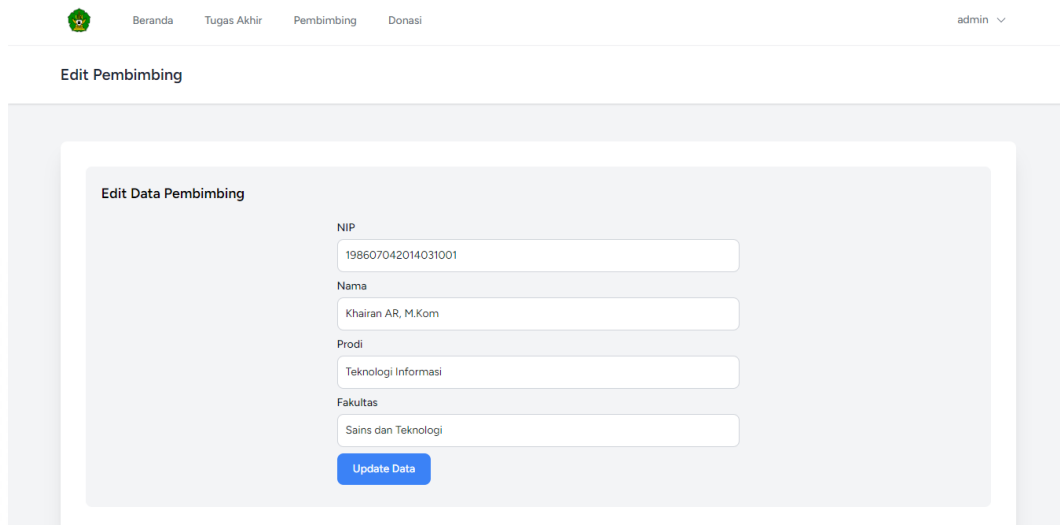 Beranda Tugas Akhir Pembimbing Donasi admin
Edit Pembimbing
Edit Data Pembimbing
NIP
198607042014031001
Nama
Khairan AR, M.Kom
Prodi
Teknologi Informasi
Fakultas
Sains dan Teknologi
Update Data